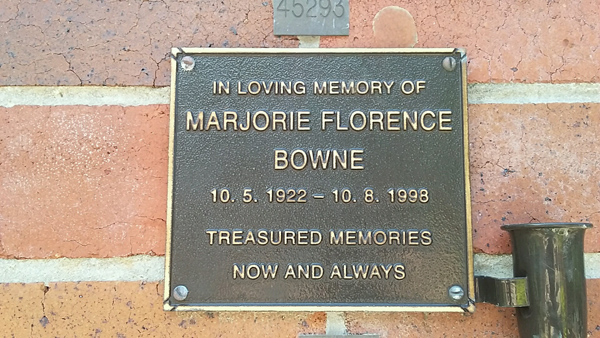 45293
IN LOVING MEMORY OF
MARJORIE FLORENCE
BOWNE
10. 5. 1922 – 10. 8. 1998
TREASURED MEMORIES
NOW AND ALWAYS